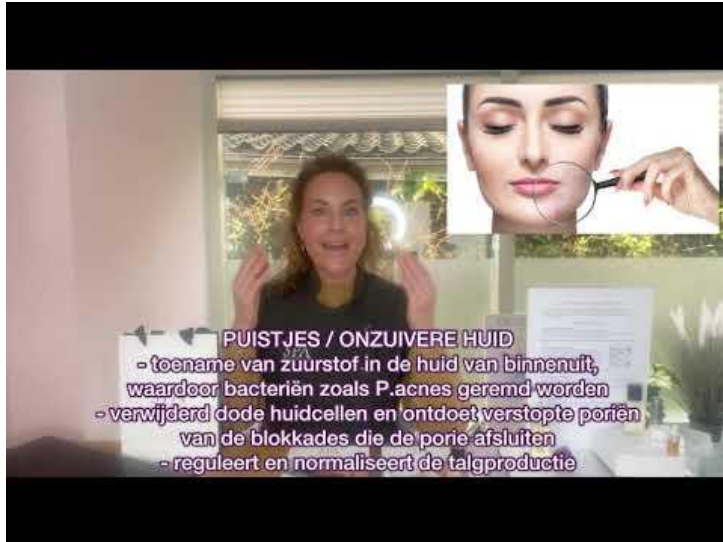 PUISTJES / ONZUIVERE HUID
- toename van zuurstof in de huid van binnenuit,
waardoor bacteriën zoals P.acnes geremd worden
- verwijderd dode huidcellen en ontdoet verstopte poriën
van de blokkades die de porie afsluiten
- reguleert en normaliseert de talgproductie